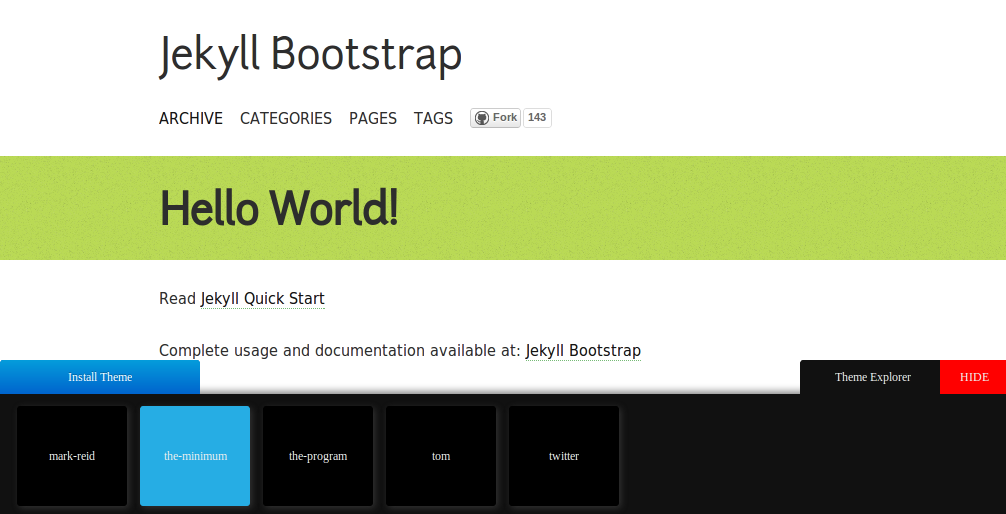 Jekyll Bootstrap
ARCHIVE CATEGORIES PAGES TAGS Fork 143
Hello World!
Read Jekyll Quick Start
Complete usage and documentation available at: Jekyll Bootstrap
Install Theme Theme Explorer HIDE
mark-reid the-minimum the-program tom twitter